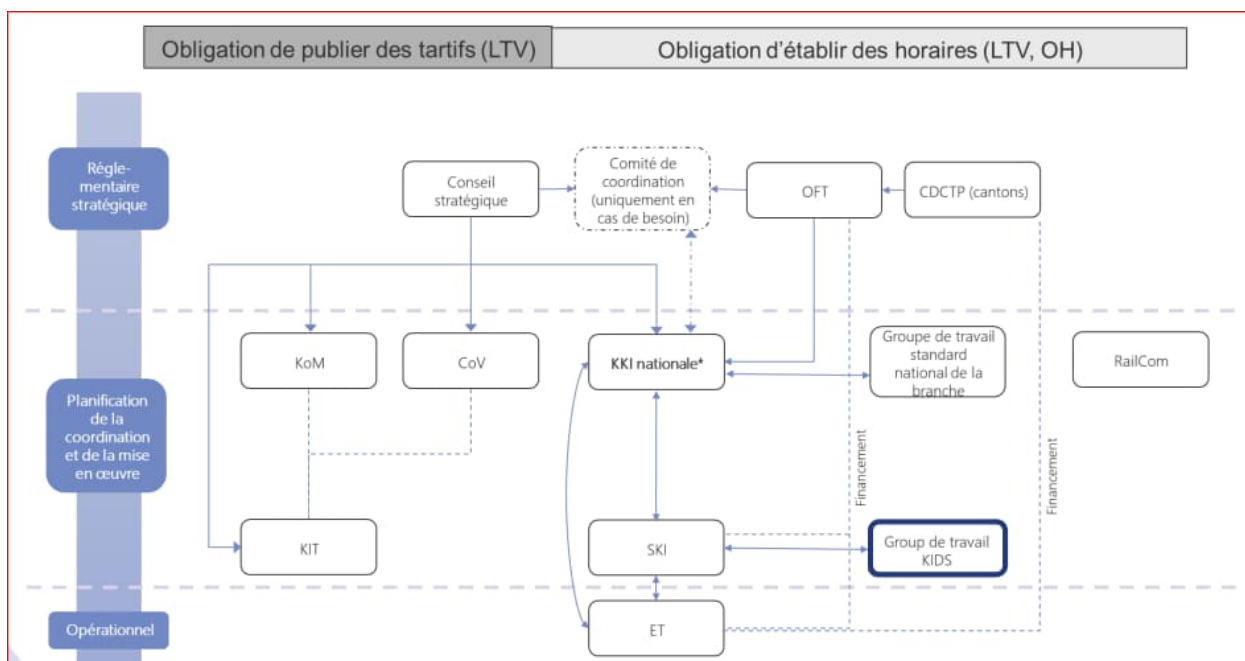 Obligation de publier des tartifs (LTV)
Obligation d'établir des horaires (LTV, OH)
Régle-
mentaire
stratégique
Conseil
stratégique
Comité de
coordination
(uniquement en
cas de besoin)
OFT
CDCTP (cantons)
Planification
de la
coordination
et de la mise
en œuvre
KoM
CoV
KKI nationale*
Groupe de travail
standard
national de la
branche
RailCom
Financement
Financement
KIT
SKI
Group de travail
KIDS
Opérationnel
ET